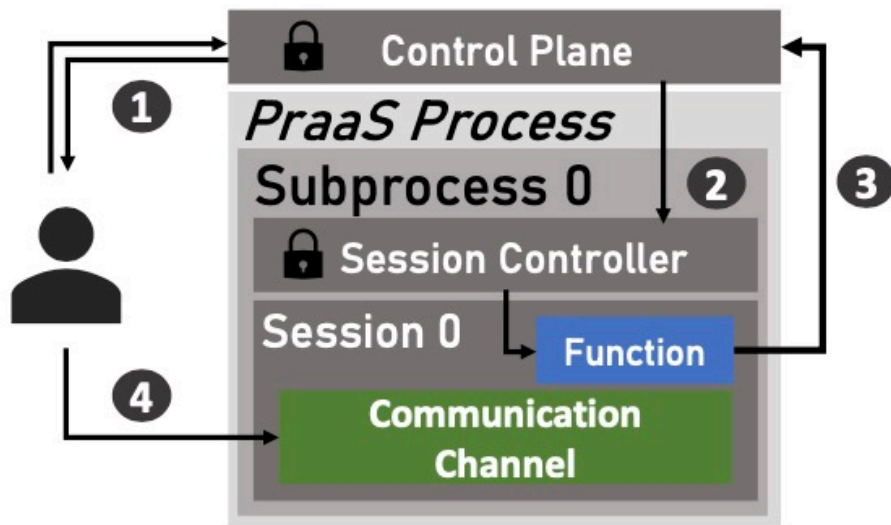 Control Plane
1
PraaS Process
Subprocess 0
2
3
Session Controller
Session 0
Function
4
Communication
Channel